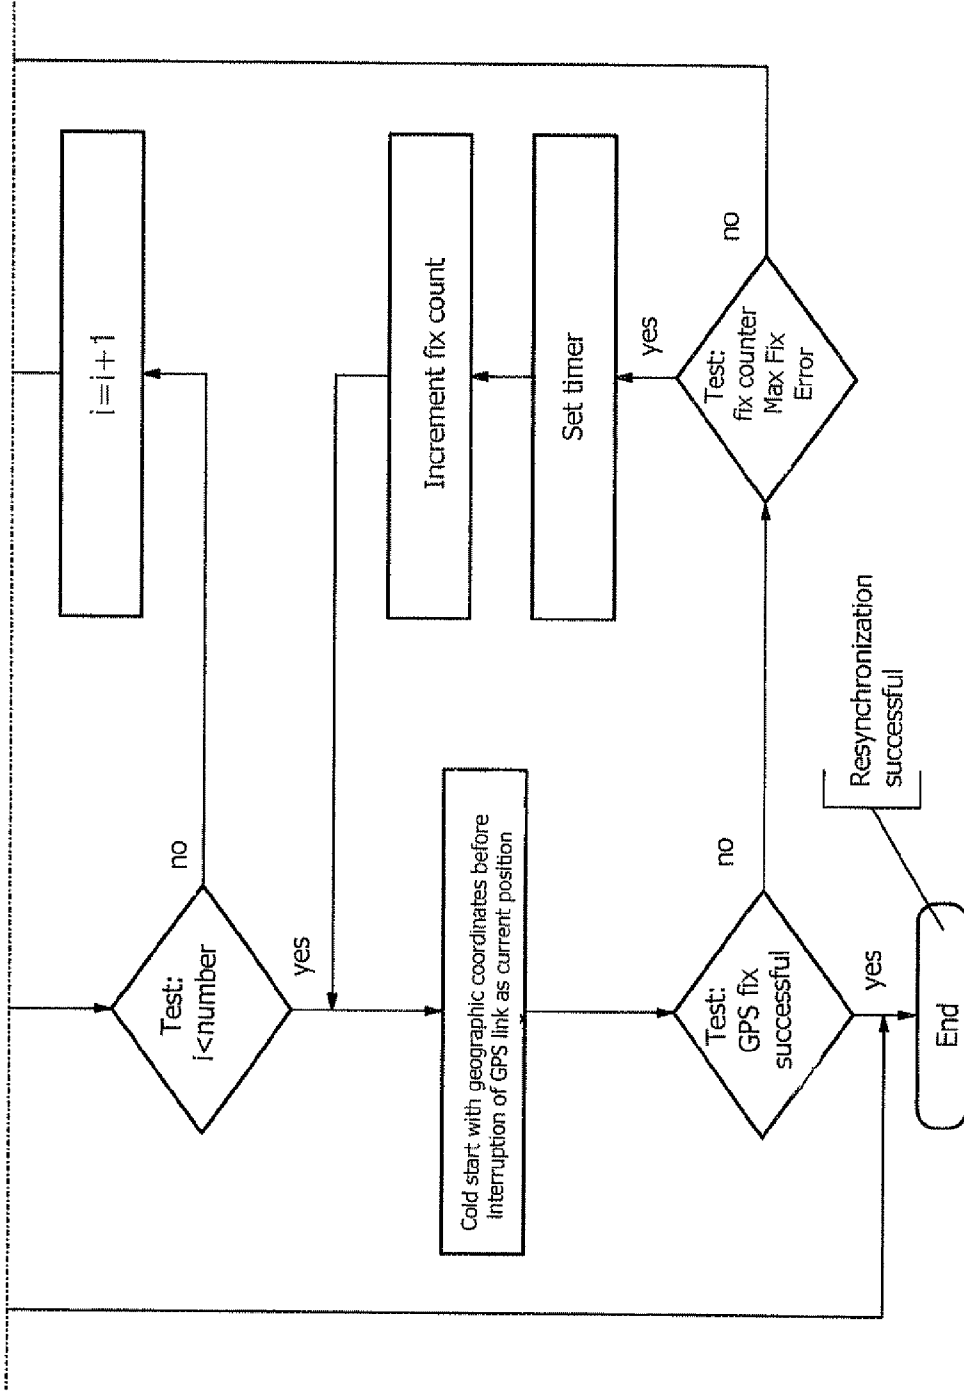 Test:
i<number
no
i=i+1
yes
Cold start with geographic coordinates before
Interruption of GPS link as current position
Increment fix count
Set timer
yes
Test:
GPS fix
successful
no
Test:
fix counter
Max Fix
Error
no
yes
End
Resynchronization
successful